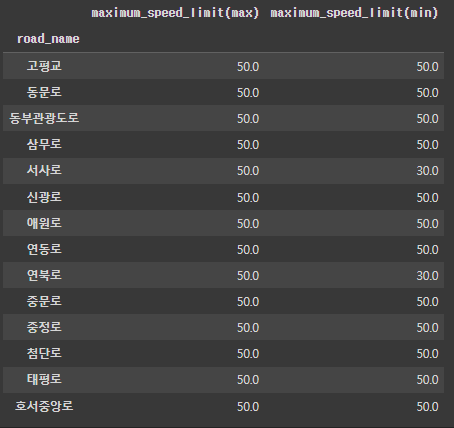 maximum_speed_limit(max) maximum_speed_limit(min)
road_name
고평교 50.0 50.0
동문로 50.0 50.0
동부관광도로 50.0 50.0
삼무로 50.0 50.0
서사로 50.0 30.0
신광로 50.0 50.0
애원로 50.0 50.0
연동로 50.0 50.0
연북로 50.0 30.0
중문로 50.0 50.0
중정로 50.0 50.0
첨단로 50.0 50.0
태평로 50.0 50.0
호서중앙로 50.0 50.0